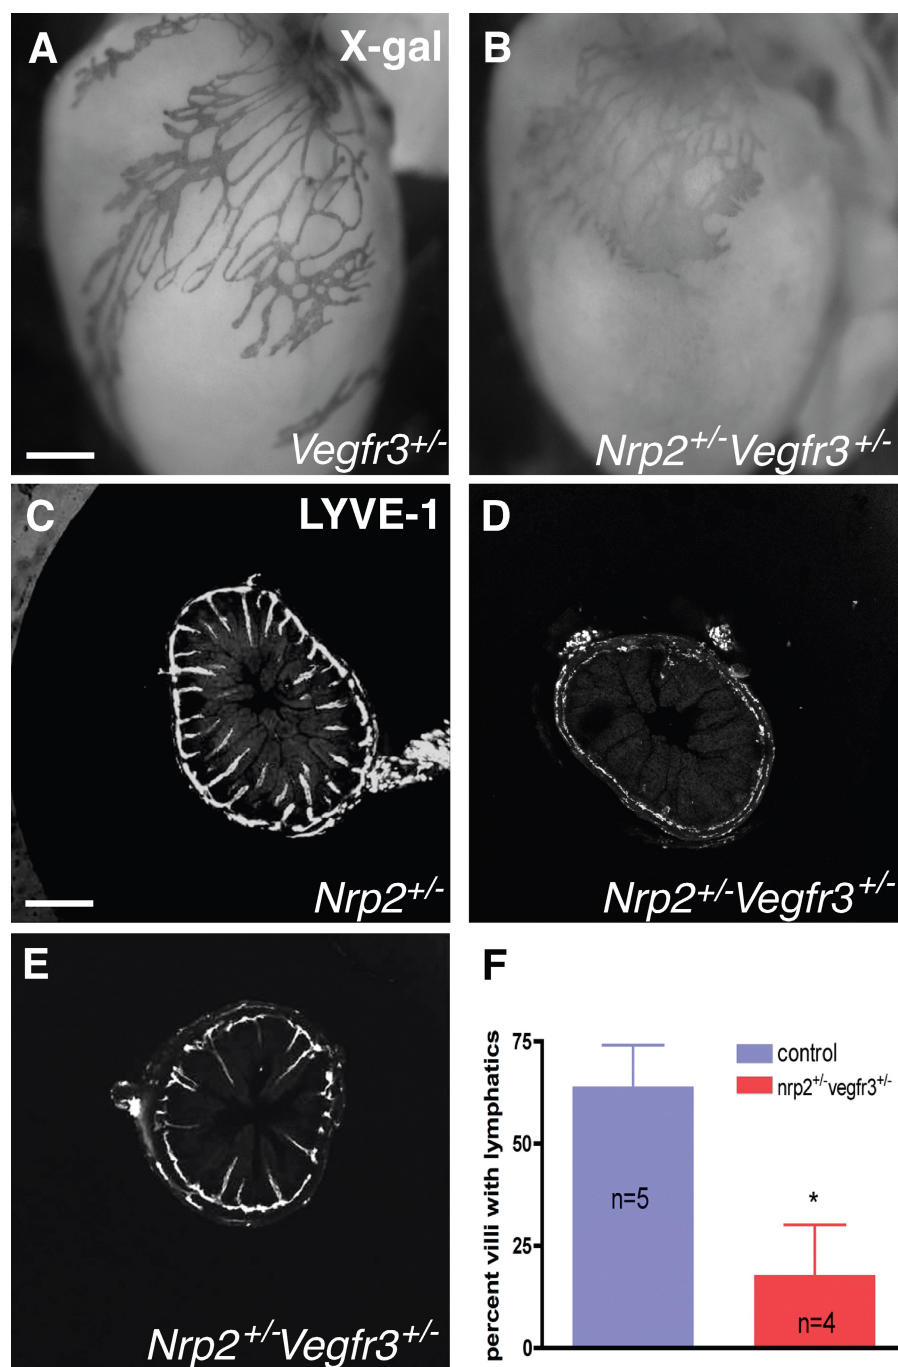 A
X-gal
B
Vegfr3+/-
Nrp2+/-Vegfr3+/-
C
LYVE-1
D
Nrp2+/-
Nrp2+/-Vegfr3+/-
E
F
Nrp2+/-Vegfr3+/-
percent villi with lymphatics
75
50
25
0
control
nrp2+/-vegfr3+/-
n=5
*
n=4